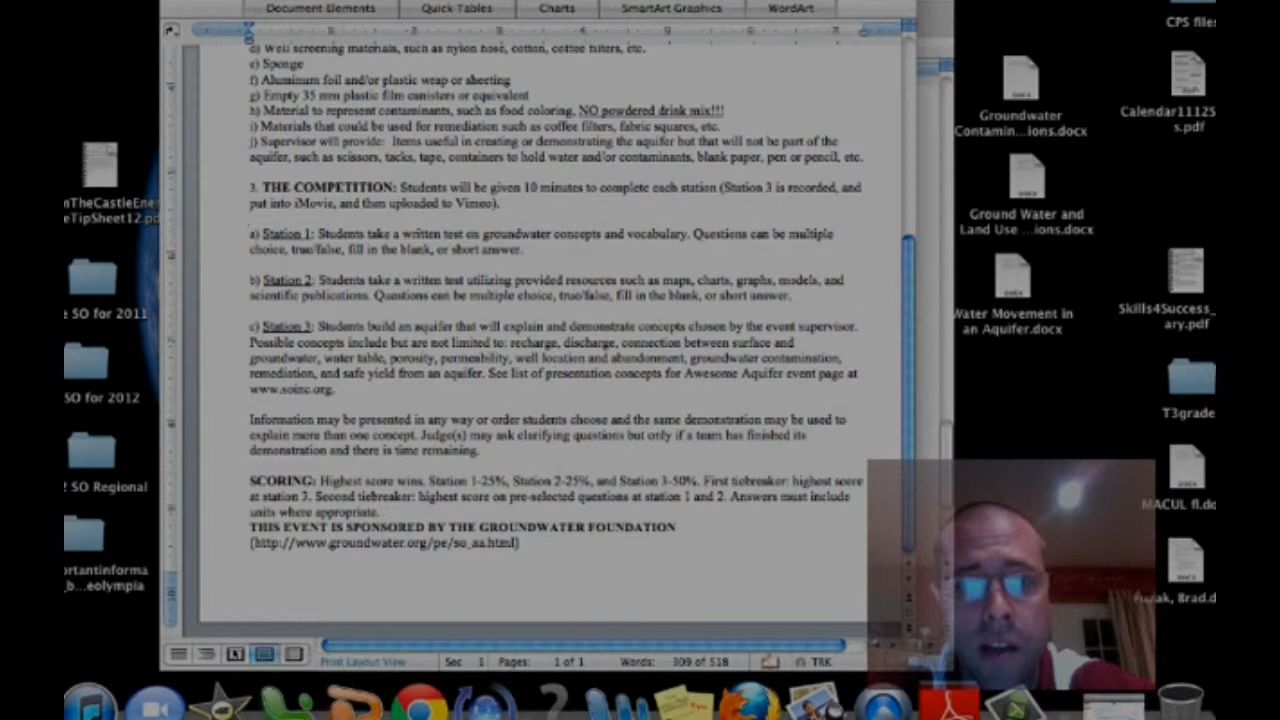 Document Elements Quick Tables Charts SmartArt Graphics WordArt
CPS files
d) Well screening materials, such as nylon hose, cotton, coffee filters, etc.
e) Sponge
f) Aluminum foil and/or plastic wrap or sheeting
g) Empty 35 mm plastic film canisters or equivalent
h) Material to represent contaminants, such as food coloring, NO powdered drink mix!!!
i) Materials that could be used for remediation such as coffee filters, fabric squares, etc.
j) Supervisor will provide: Items useful in creating or demonstrating the aquifer but that will not be part of the
aquifer, such as scissors, tacks, tape, containers to hold water and/or contaminants, blank paper, pen or pencil, etc.
3. THE COMPETITION: Students will be given 10 minutes to complete each station (Station 3 is recorded, and
put into iMovie, and then uploaded to Vimeo).
a) Station 1: Students take a written test on groundwater concepts and vocabulary. Questions can be multiple
choice, true/false, fill in the blank, or short answer.
b) Station 2: Students take a written test utilizing provided resources such as maps, charts, graphs, models, and
scientific publications. Questions can be multiple choice, true/false, fill in the blank, or short answer.
c) Station 3: Students build an aquifer that will explain and demonstrate concepts chosen by the event supervisor.
Possible concepts include but are not limited to: recharge, discharge, connection between surface and
groundwater, water table, porosity, permeability, well location and abandonment, groundwater contamination,
remediation, and safe yield from an aquifer. See list of presentation concepts for Awesome Aquifer event page at
www.soinc.org.
Information may be presented in any way or order students choose and the same demonstration may be used to
explain more than one concept. Judge(s) may ask clarifying questions but only if a team has finished its
demonstration and there is time remaining.
SCORING: Highest score wins. Station 1-25%, Station 2-25%, and Station 3-50%. First tiebreaker: highest score
at station 3. Second tiebreaker: highest score on pre-selected questions at station 1 and 2. Answers must include
units where appropriate.
THIS EVENT IS SPONSORED BY THE GROUNDWATER FOUNDATION
(http://www.groundwater.org/pe/so_aa.html)
Print Layout View Sec 1 Pages: 1 of 1 Words: 309 of 518 TRK
nTheCastleEne
eTipSheet12.pd
e SO for 2011
SO for 2012
2 SO Regional
ortantinforma
_b...eolympia
Groundwater
Contamin...ions.docx
Ground Water and
Land Use ...ions.docx
Water Movement in
an Aquifer.docx
Calendar1112S
s.pdf
Skills4Success_
ary.pdf
T3grade
MACUL fl.do
Brad.d